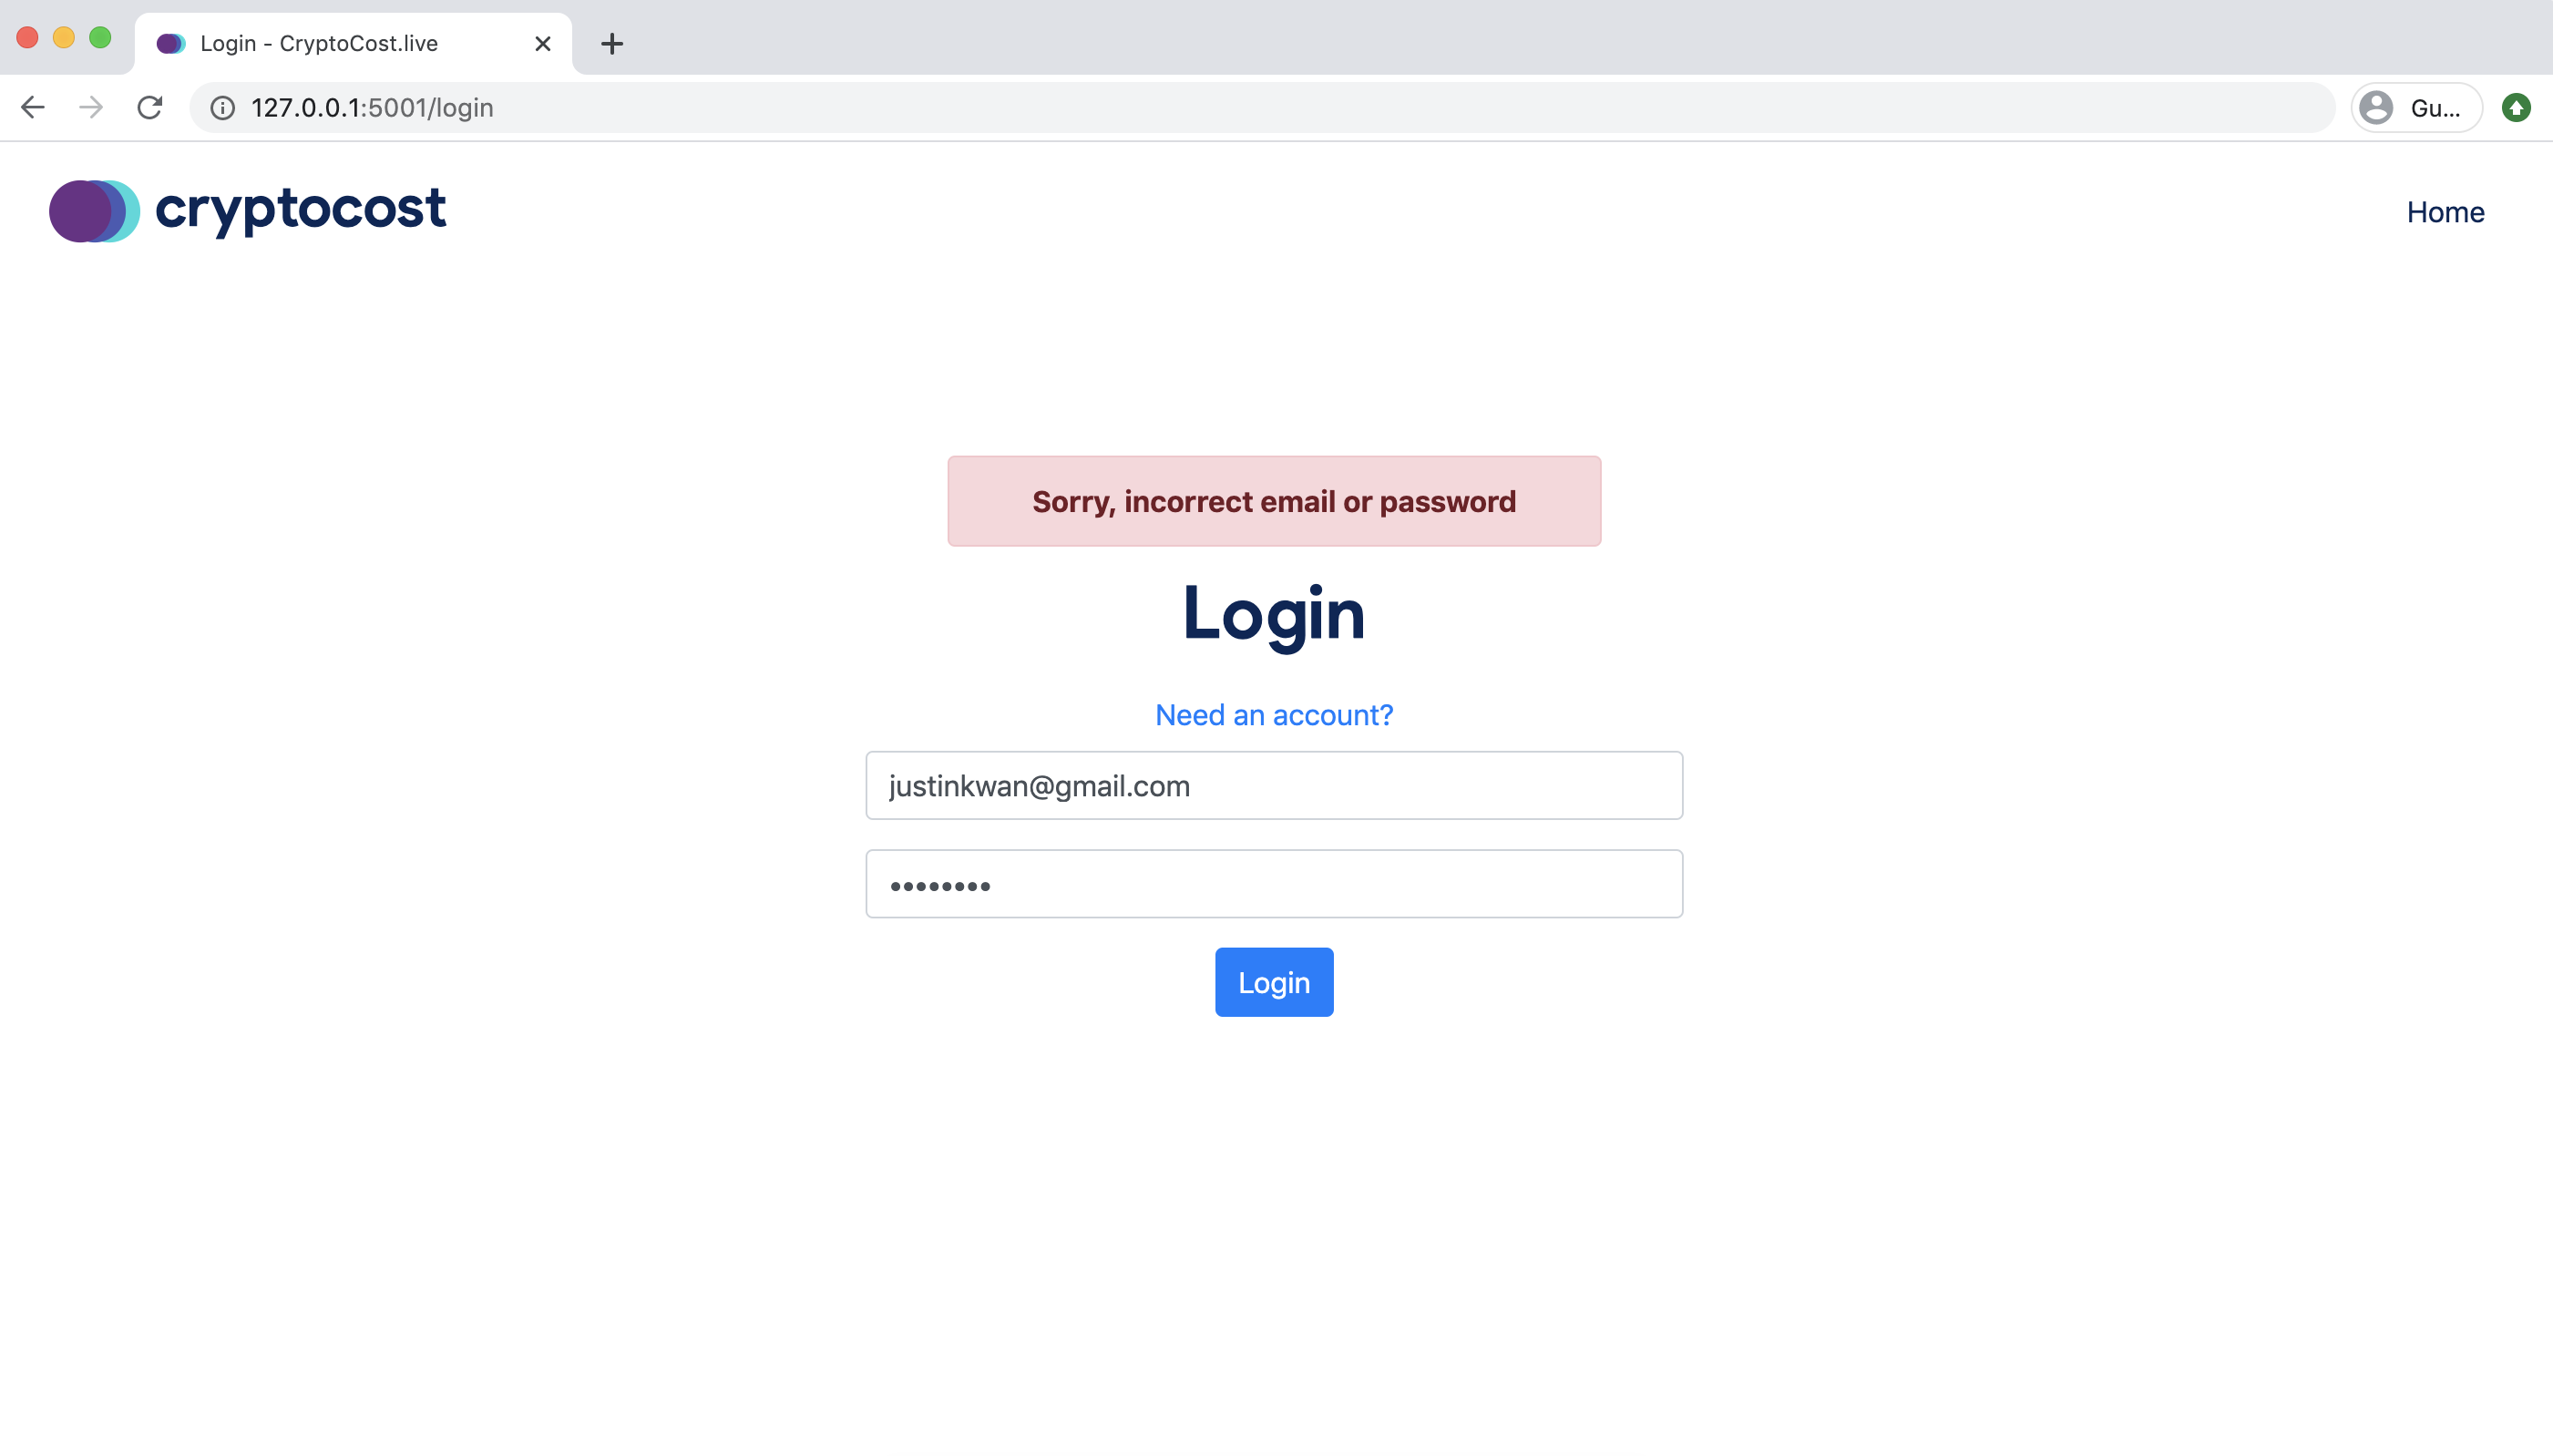 Login - CryptoCost.live
127.0.0.1:5001/login
Gu...
cryptocost
Home
Sorry, incorrect email or password
Login
Need an account?
justinkwan@gmail.com
••••••••
Login